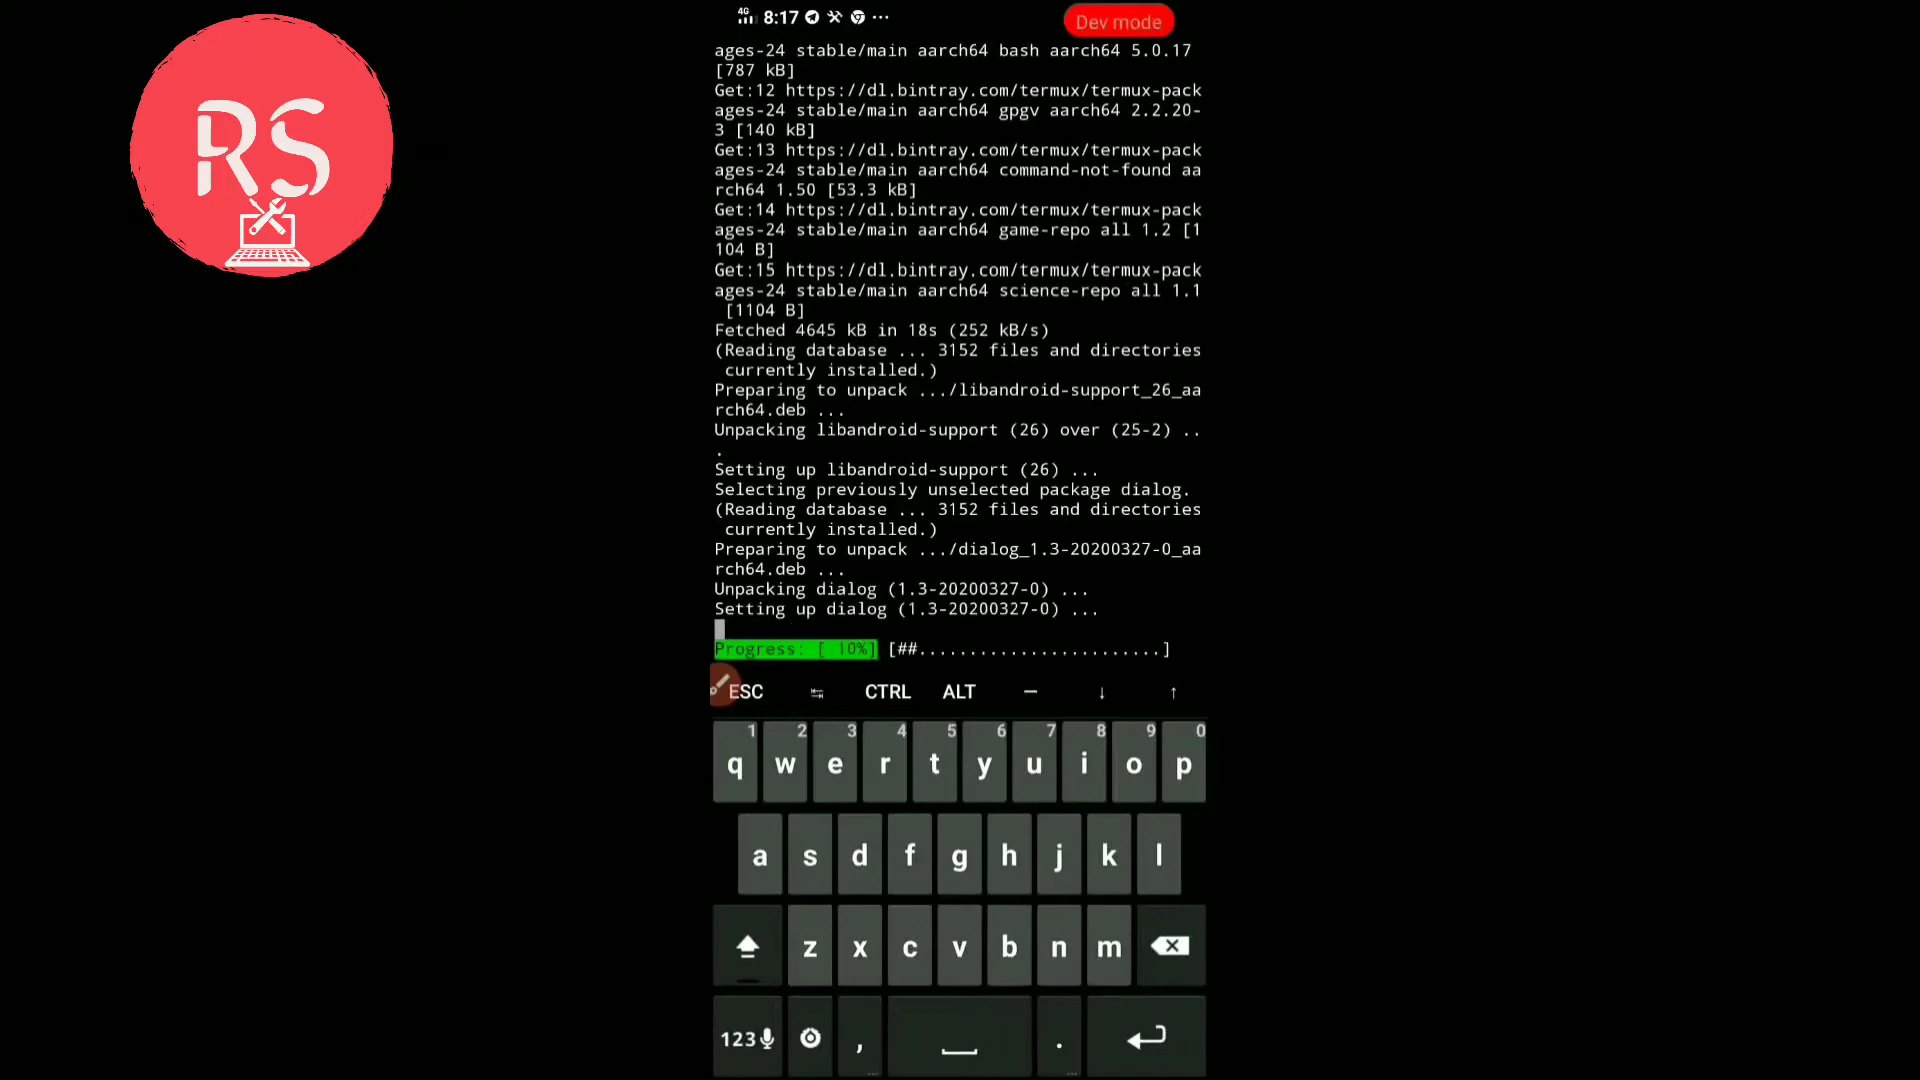 RS
4G 8:17 ...
Dev mode
ages-24 stable/main aarch64 bash aarch64 5.0.17
[787 kB]
Get:12 https://dl.bintray.com/termux/termux-pack
ages-24 stable/main aarch64 gpgv aarch64 2.2.20-
3 [140 kB]
Get:13 https://dl.bintray.com/termux/termux-pack
ages-24 stable/main aarch64 command-not-found aa
rch64 1.50 [53.3 kB]
Get:14 https://dl.bintray.com/termux/termux-pack
ages-24 stable/main aarch64 game-repo all 1.2 [1
104 B]
Get:15 https://dl.bintray.com/termux/termux-pack
ages-24 stable/main aarch64 science-repo all 1.1
[1104 B]
Fetched 4645 kB in 18s (252 kB/s)
(Reading database ... 3152 files and directories
currently installed.)
Preparing to unpack .../libandroid-support_26_aa
rch64.deb ...
Unpacking libandroid-support (26) over (25-2) ..
.
Setting up libandroid-support (26) ...
Selecting previously unselected package dialog.
(Reading database ... 3152 files and directories
currently installed.)
Preparing to unpack .../dialog_1.3-20200327-0_aa
rch64.deb ...
Unpacking dialog (1.3-20200327-0) ...
Setting up dialog (1.3-20200327-0) ...
Progress: [ 10%] [##........................]
ESC ↹ CTRL ALT — ↓ ↑
1 2 3 4 5 6 7 8 9 0
q w e r t y u i o p
a s d f g h j k l
z x c v b n m
123 , .